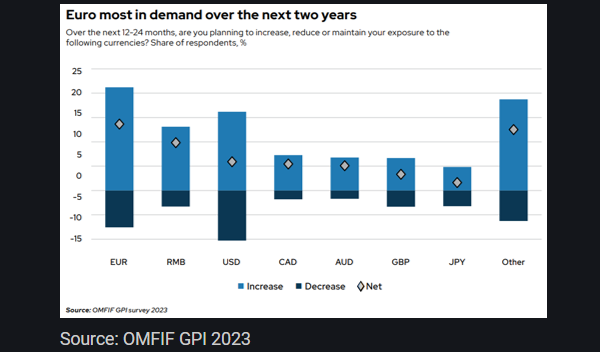 Euro most in demand over the next two years
Over the next 12-24 months, are you planning to increase, reduce or maintain your exposure to the
following currencies? Share of respondents, %
25
20
15
10
5
0
-5
-10
-15
EUR RMB USD CAD AUD GBP JPY Other
Increase Decrease Net
Source: OMFIF GPI survey 2023
Source: OMFIF GPI 2023